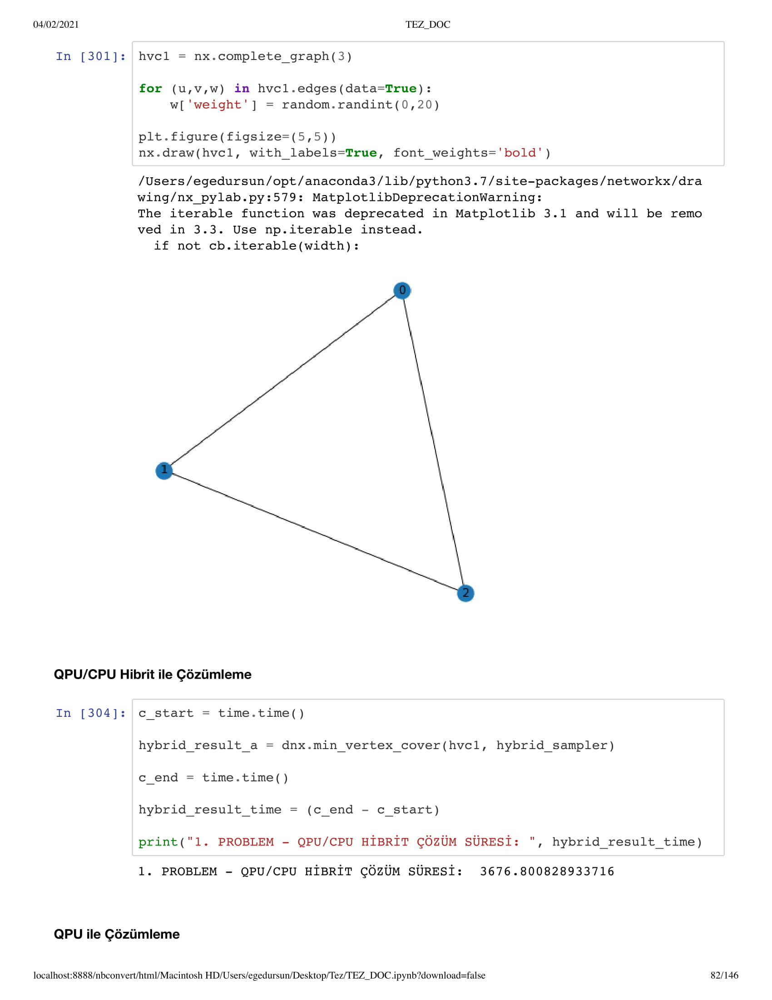 04/02/2021 TEZ_DOC
In [301]: hvc1 = nx.complete_graph(3)
for (u,v,w) in hvc1.edges(data=True):
    w['weight'] = random.randint(0,20)
plt.figure(figsize=(5,5))
nx.draw(hvc1, with_labels=True, font_weights='bold')
/Users/egedursun/opt/anaconda3/lib/python3.7/site-packages/networkx/dra
wing/nx_pylab.py:579: MatplotlibDeprecationWarning:
The iterable function was deprecated in Matplotlib 3.1 and will be remo
ved in 3.3. Use np.iterable instead.
  if not cb.iterable(width):
0
1
2
QPU/CPU Hibrit ile Çözümleme
In [304]: c_start = time.time()
hybrid_result_a = dnx.min_vertex_cover(hvc1, hybrid_sampler)
c_end = time.time()
hybrid_result_time = (c_end - c_start)
print("1. PROBLEM - QPU/CPU HİBRİT ÇÖZÜM SÜRESİ: ", hybrid_result_time)
1. PROBLEM - QPU/CPU HİBRİT ÇÖZÜM SÜRESİ:  3676.800828933716
QPU ile Çözümleme
localhost:8888/nbconvert/html/Macintosh HD/Users/egedursun/Desktop/Tez/TEZ_DOC.ipynb?download=false 82/146